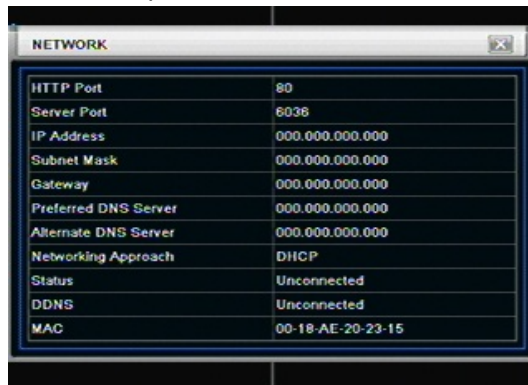 NETWORK
HTTP Port 80
Server Port 6036
IP Address 000.000.000.000
Subnet Mask 000.000.000.000
Gateway 000.000.000.000
Preferred DNS Server 000.000.000.000
Alternate DNS Server 000.000.000.000
Networking Approach DHCP
Status Unconnected
DDNS Unconnected
MAC 00-18-AE-20-23-15